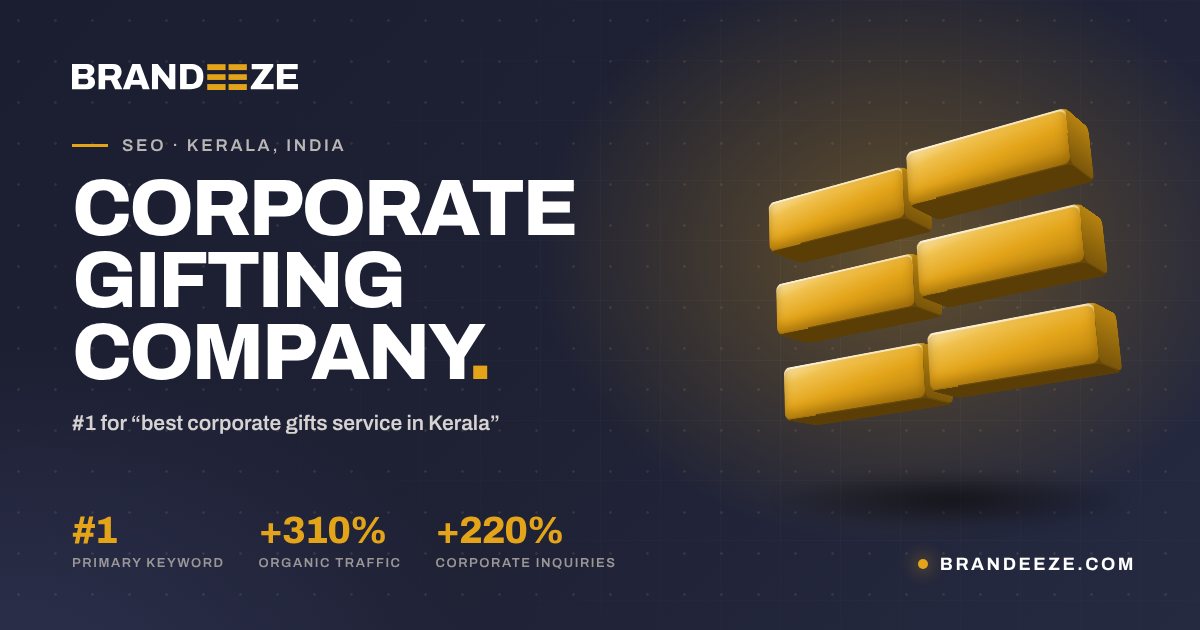 BRANDEEZE
SEO · KERALA, INDIA
CORPORATE
GIFTING
COMPANY.
#1 for “best corporate gifts service in Kerala”
#1 +310% +220%
PRIMARY KEYWORD ORGANIC TRAFFIC CORPORATE INQUIRIES
BRANDEEZE.COM